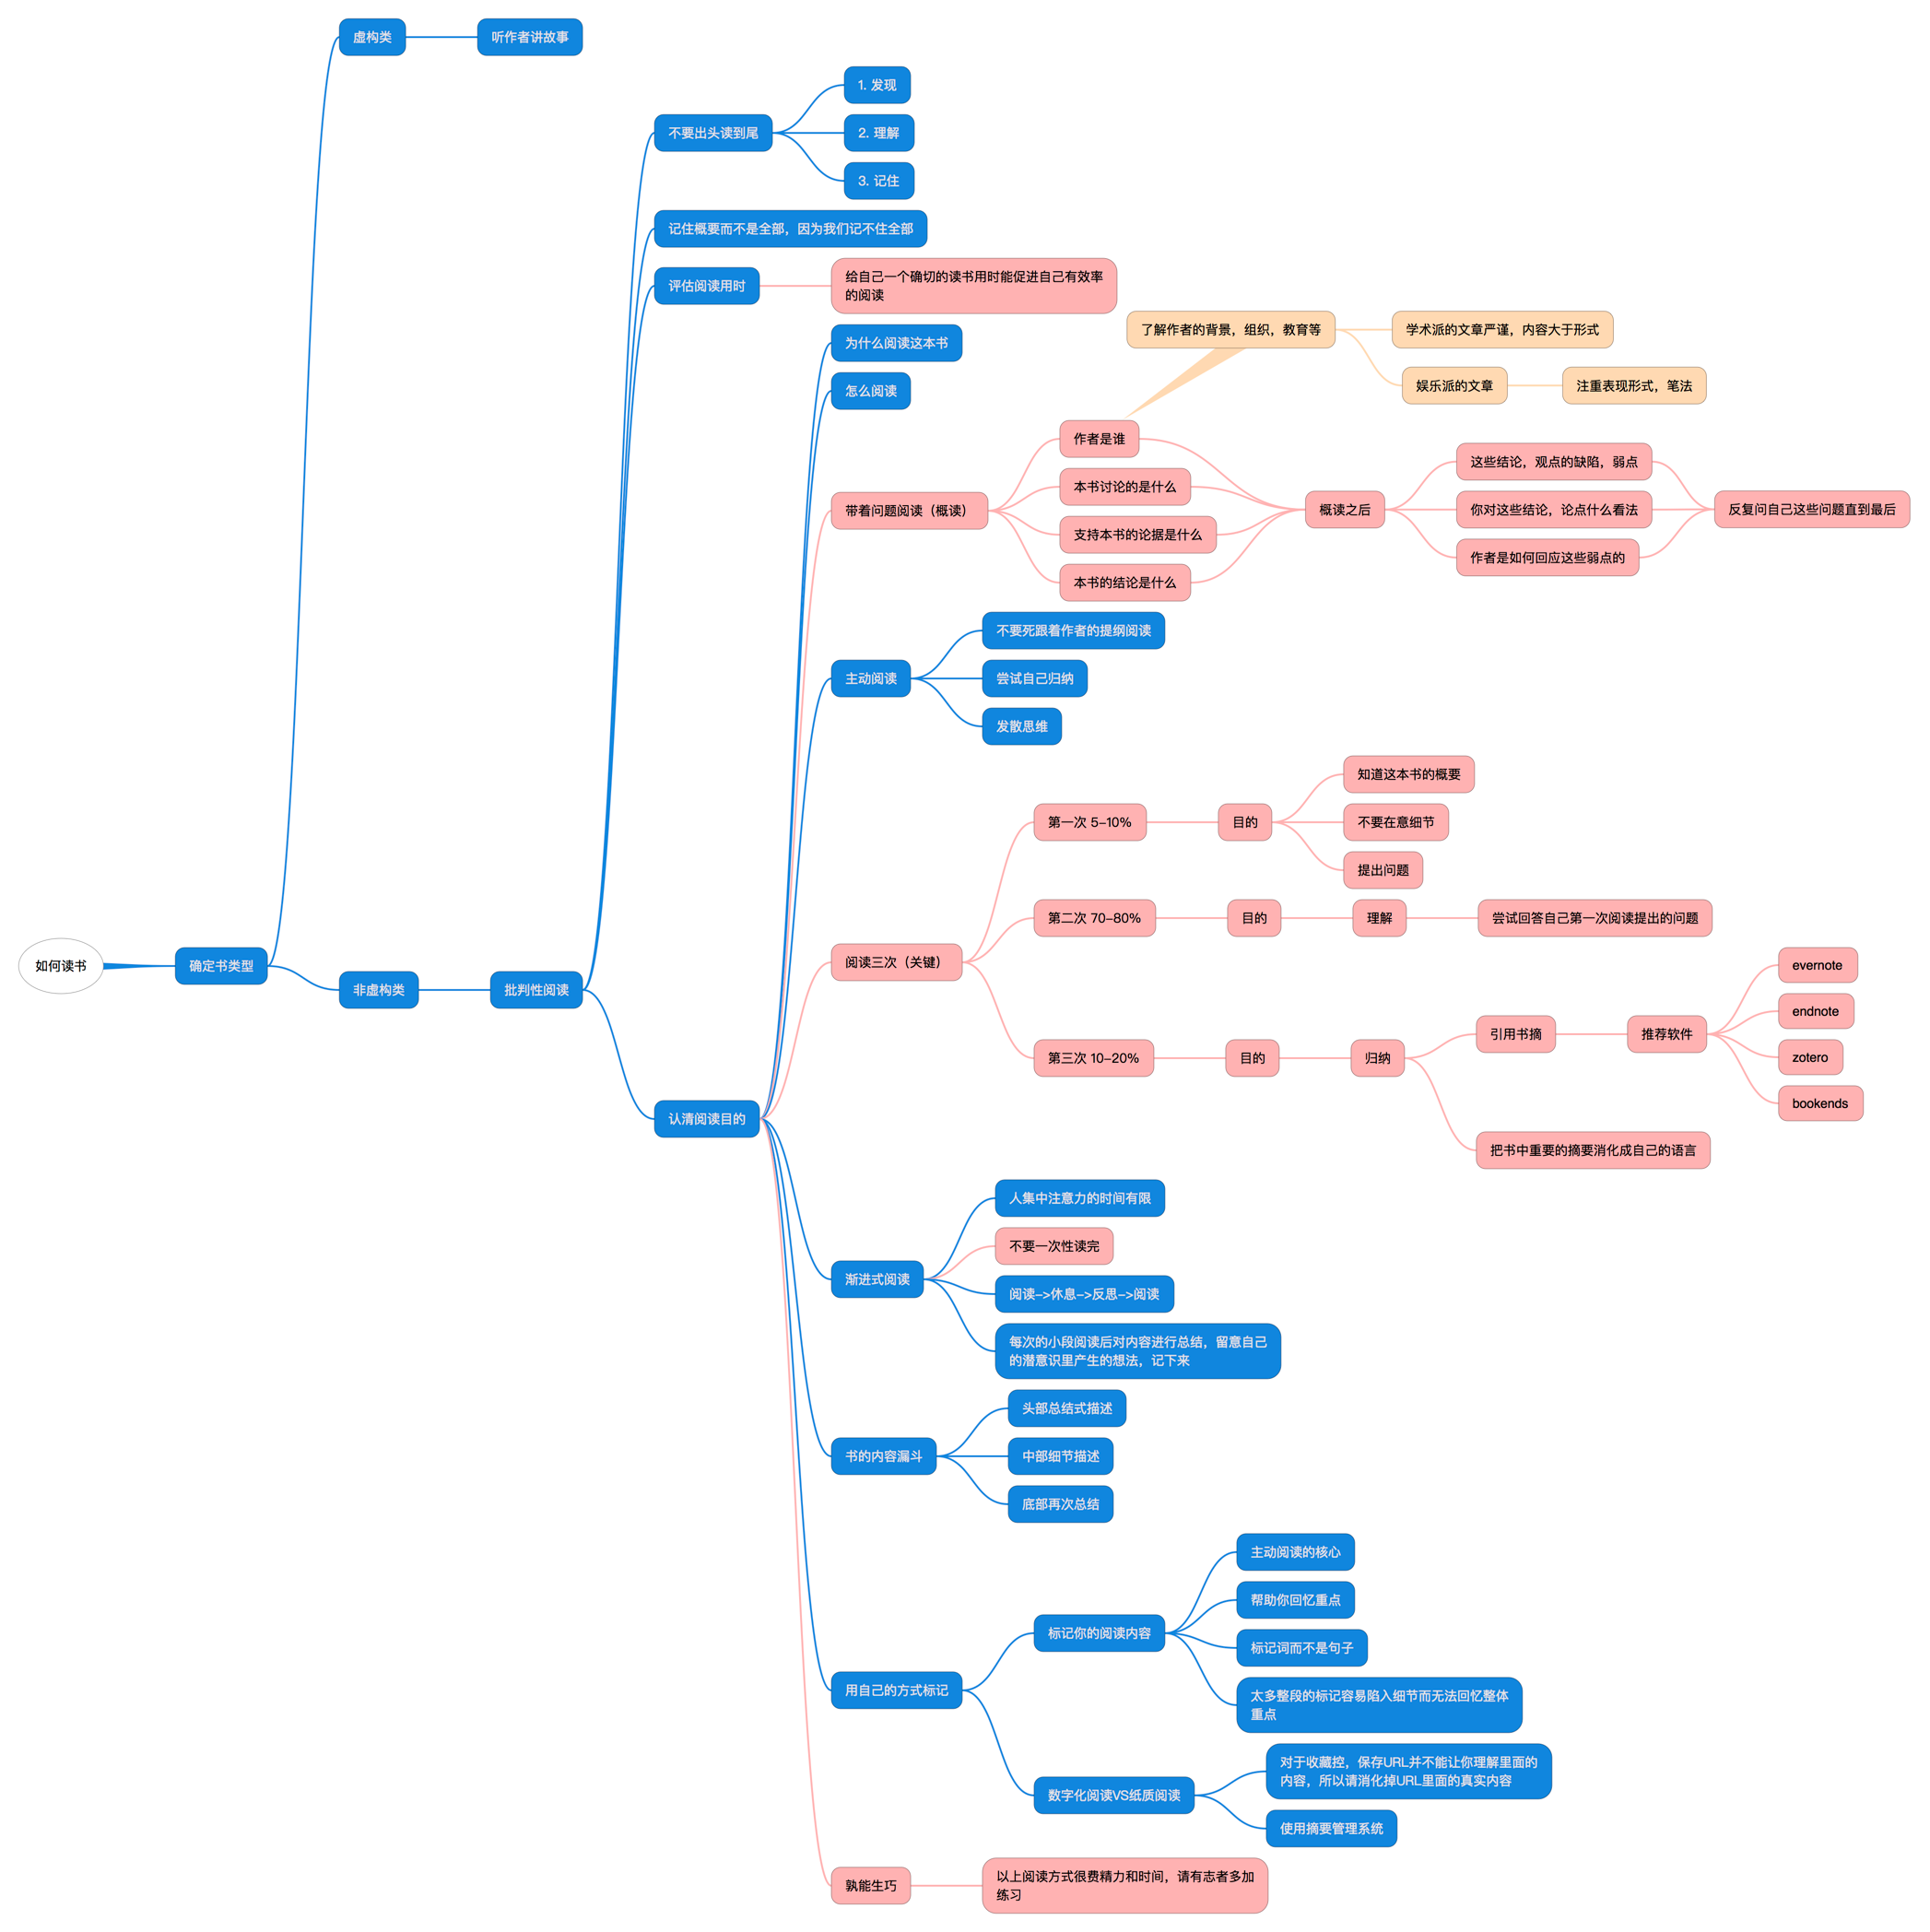 如何读书
确定书类型
虚构类
听作者讲故事
非虚构类
批判性阅读
不要出头读到尾
1. 发现
2. 理解
3. 记住
记住概要而不是全部，因为我们记不住全部
评估阅读用时
给自己一个确切的读书用时能促进自己有效率
的阅读
认清阅读目的
为什么阅读这本书
怎么阅读
带着问题阅读（概读）
作者是谁
了解作者的背景，组织，教育等
学术派的文章严谨，内容大于形式
娱乐派的文章
注重表现形式，笔法
本书讨论的是什么
支持本书的论据是什么
本书的结论是什么
概读之后
这些结论，观点的缺陷，弱点
你对这些结论，论点什么看法
作者是如何回应这些弱点的
反复问自己这些问题直到最后
主动阅读
不要死跟着作者的提纲阅读
尝试自己归纳
发散思维
阅读三次（关键）
第一次 5-10%
目的
知道这本书的概要
不要在意细节
提出问题
第二次 70-80%
目的
理解
尝试回答自己第一次阅读提出的问题
第三次 10-20%
目的
归纳
引用书摘
推荐软件
evernote
endnote
zotero
bookends
把书中重要的摘要消化成自己的语言
渐进式阅读
人集中注意力的时间有限
不要一次性读完
阅读->休息->反思->阅读
每次的小段阅读后对内容进行总结，留意自己
的潜意识里产生的想法，记下来
书的内容漏斗
头部总结式描述
中部细节描述
底部再次总结
用自己的方式标记
标记你的阅读内容
主动阅读的核心
帮助你回忆重点
标记词而不是句子
太多整段的标记容易陷入细节而无法回忆整体
重点
数字化阅读VS纸质阅读
对于收藏控，保存URL并不能让你理解里面的
内容，所以请消化掉URL里面的真实内容
使用摘要管理系统
孰能生巧
以上阅读方式很费精力和时间，请有志者多加
练习